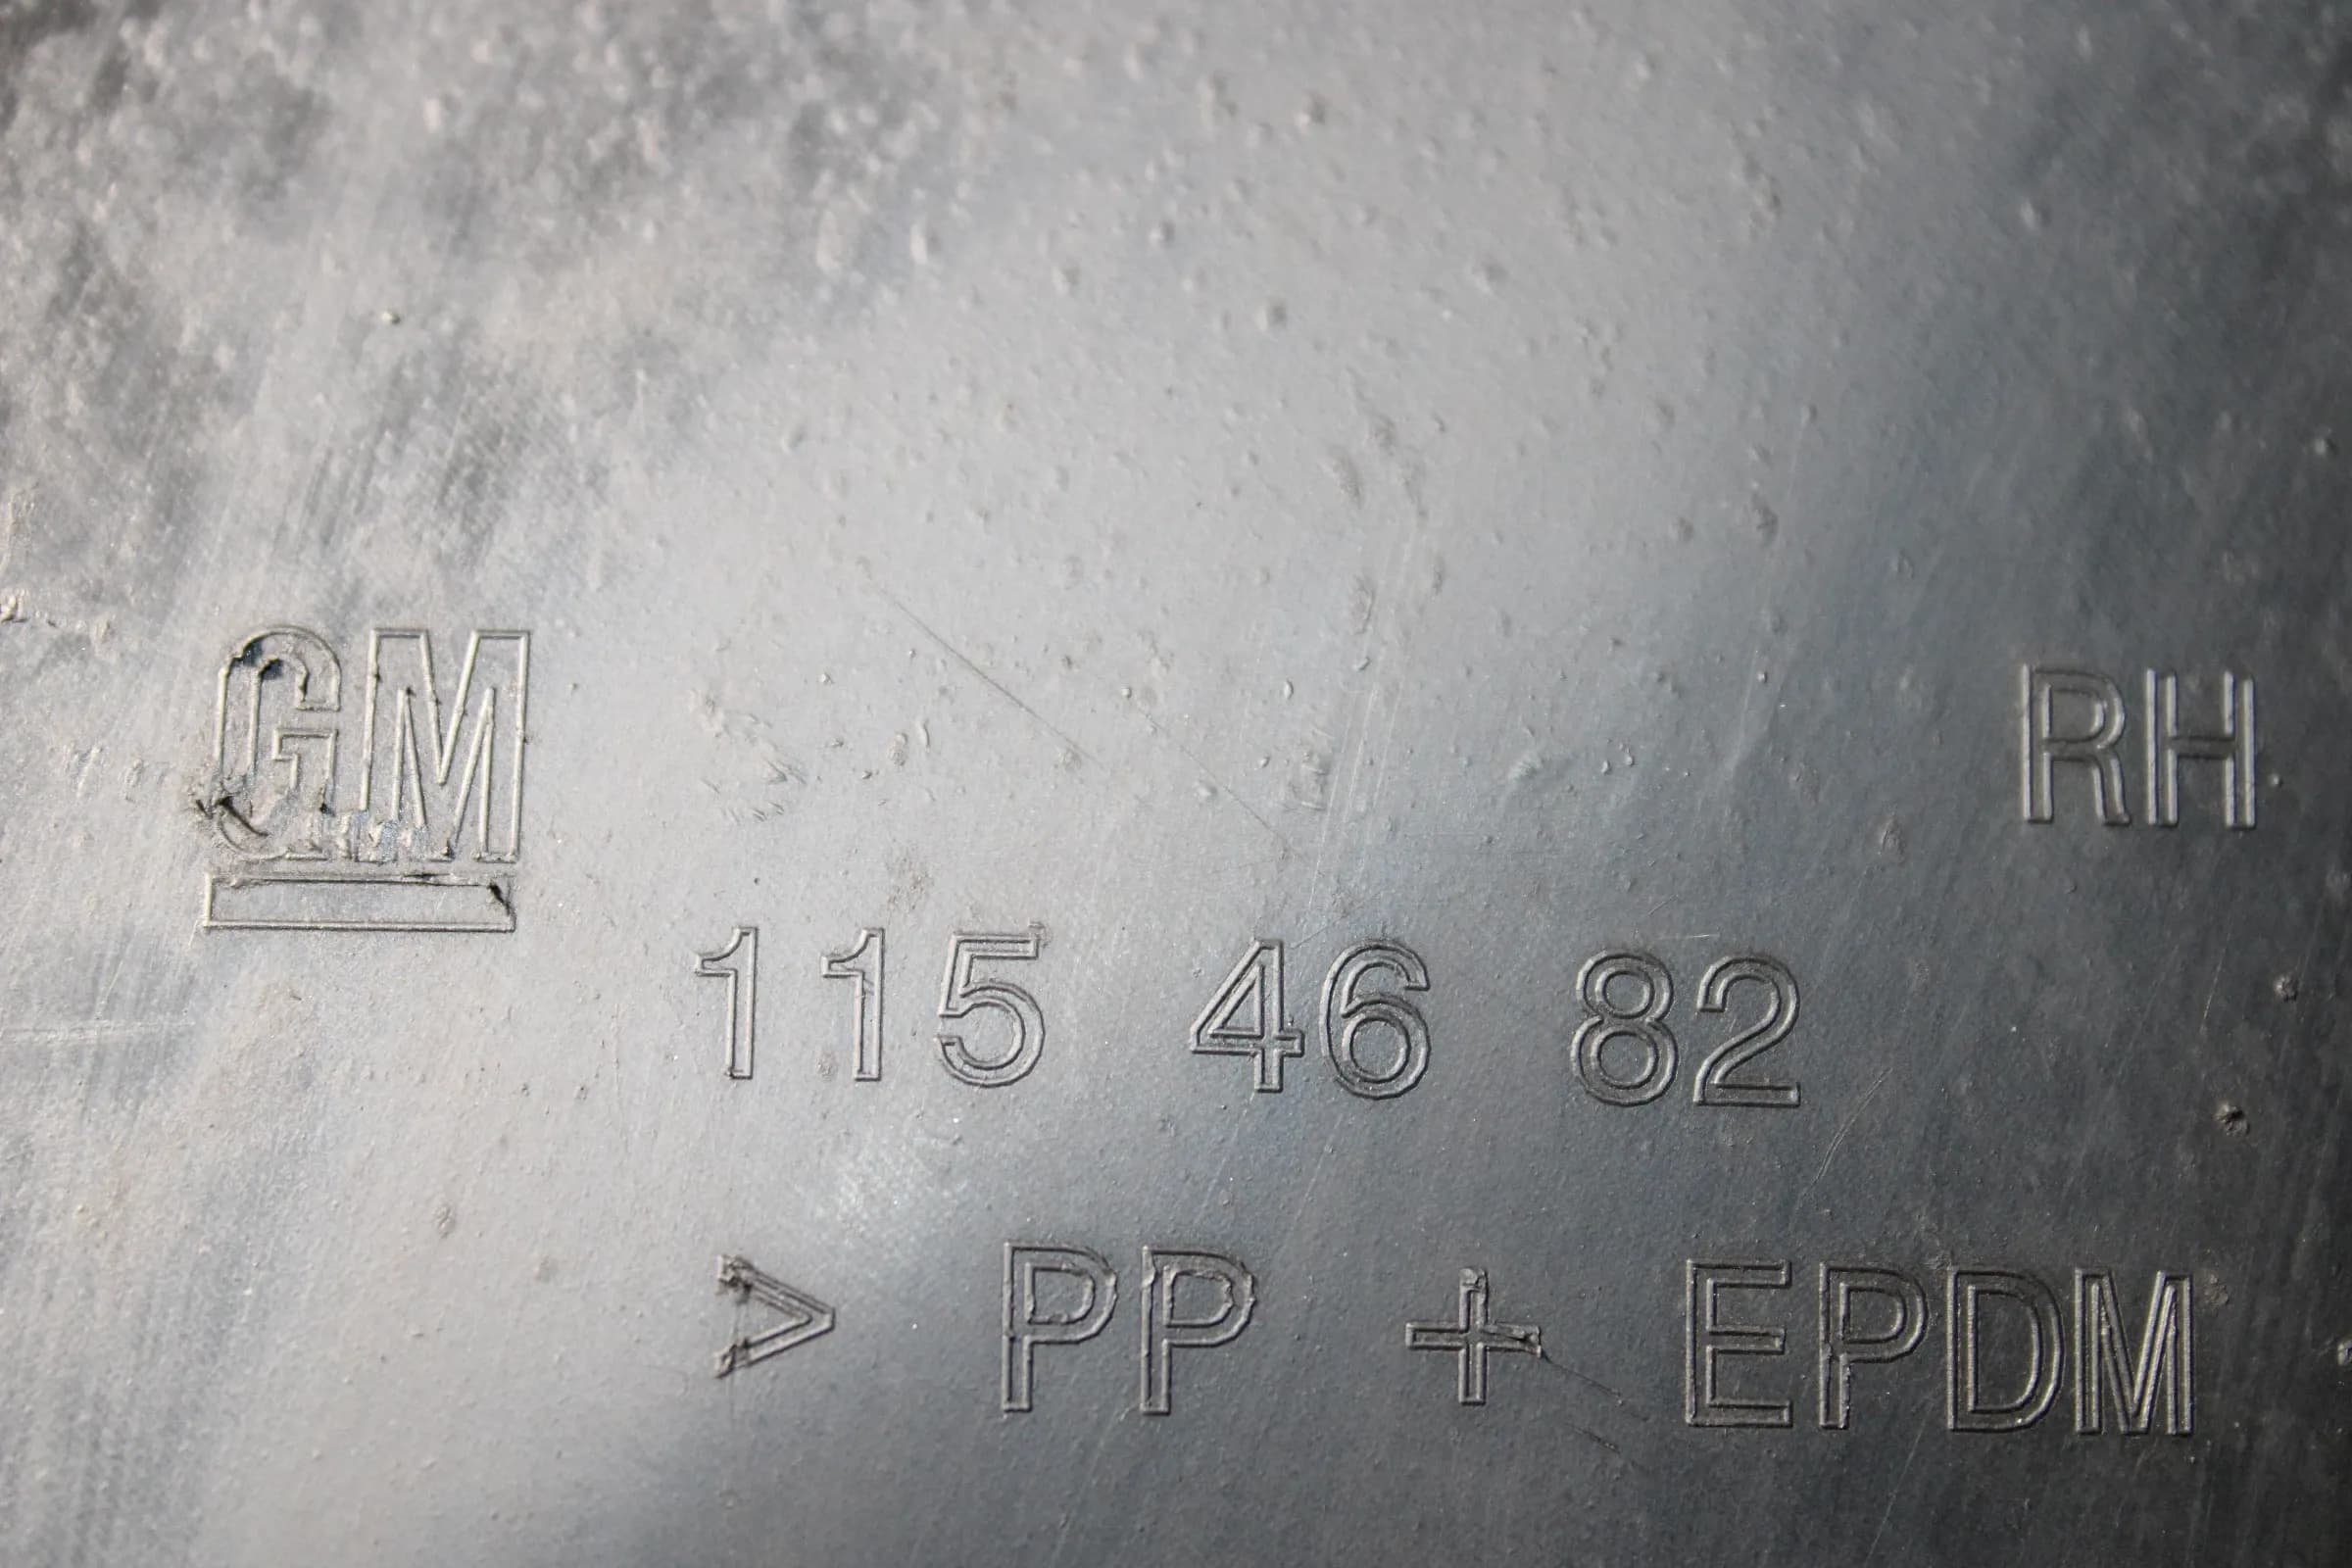 GM
RH
115 46 82
> PP + EPDM